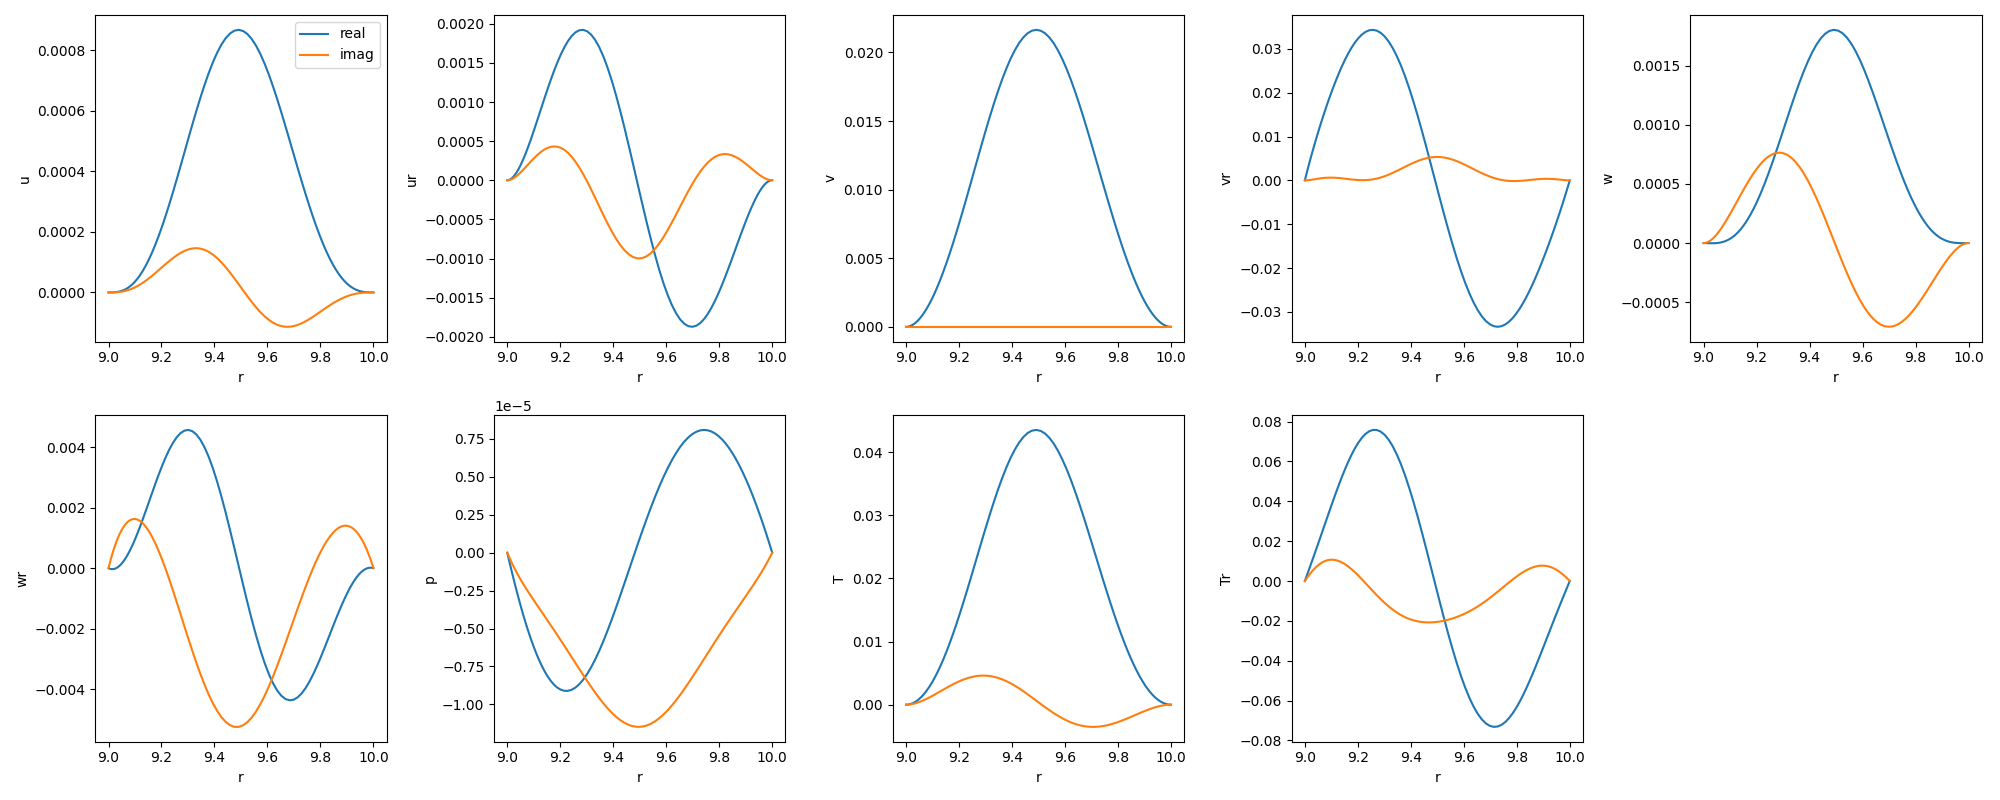 real
imag
0.0008
0.0006
0.0004
0.0002
0.0000
u
9.0 9.2 9.4 9.6 9.8 10.0
r
0.0020
0.0015
0.0010
0.0005
0.0000
−0.0005
−0.0010
−0.0015
−0.0020
ur
9.0 9.2 9.4 9.6 9.8 10.0
r
0.020
0.015
0.010
0.005
0.000
v
9.0 9.2 9.4 9.6 9.8 10.0
r
0.03
0.02
0.01
0.00
−0.01
−0.02
−0.03
vr
9.0 9.2 9.4 9.6 9.8 10.0
r
0.0015
0.0010
0.0005
0.0000
−0.0005
w
9.0 9.2 9.4 9.6 9.8 10.0
r
0.004
0.002
0.000
−0.002
−0.004
wr
9.0 9.2 9.4 9.6 9.8 10.0
r
1e−5
0.75
0.50
0.25
0.00
−0.25
−0.50
−0.75
−1.00
p
9.0 9.2 9.4 9.6 9.8 10.0
r
0.04
0.03
0.02
0.01
0.00
T
9.0 9.2 9.4 9.6 9.8 10.0
r
0.08
0.06
0.04
0.02
0.00
−0.02
−0.04
−0.06
−0.08
Tr
9.0 9.2 9.4 9.6 9.8 10.0
r